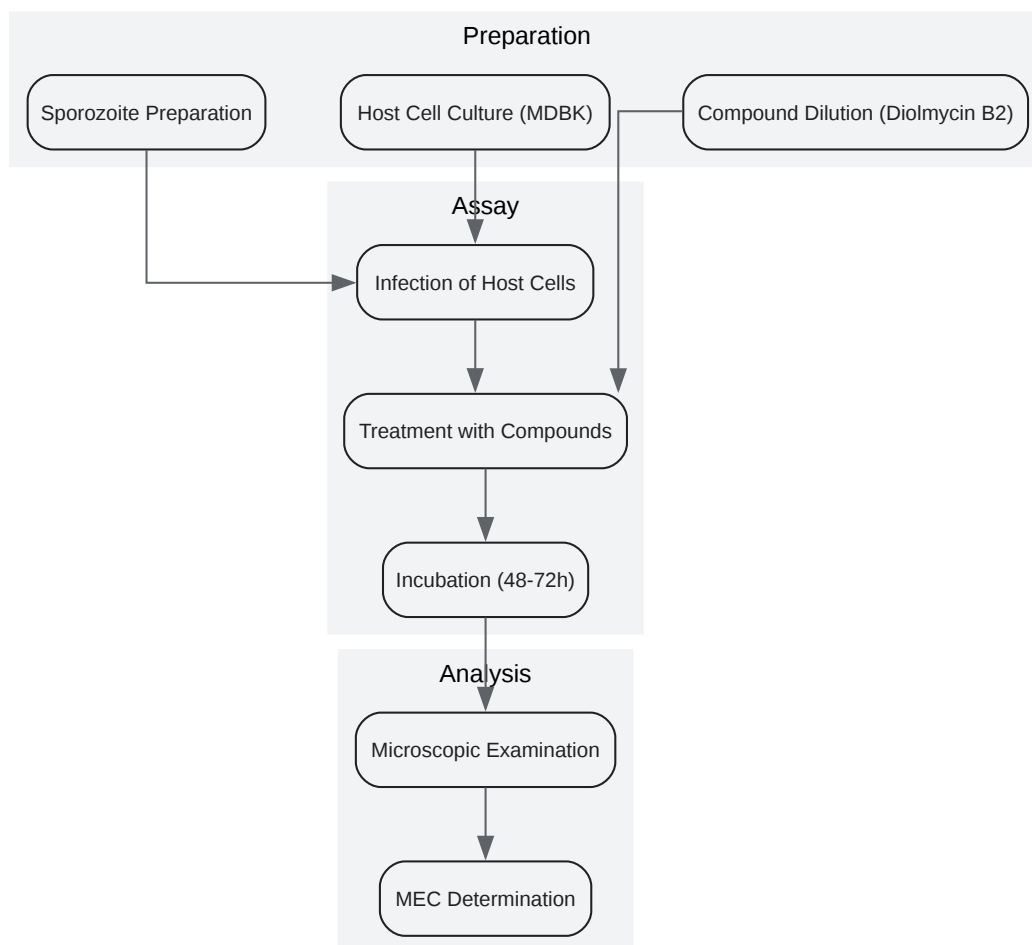 Preparation
Sporozoite Preparation
Host Cell Culture (MDBK)
Compound Dilution (Diolmycin B2)
Assay
Infection of Host Cells
Treatment with Compounds
Incubation (48-72h)
Analysis
Microscopic Examination
MEC Determination